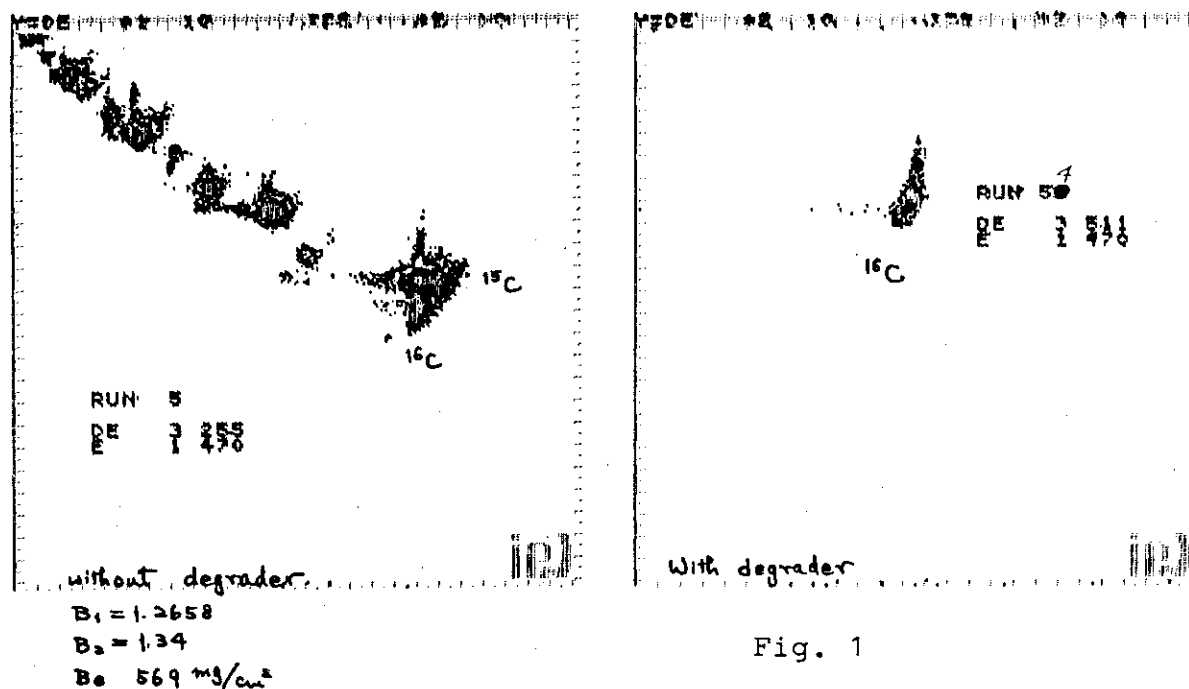 ¹⁵C
¹⁶C
RUN 5
DE 3 255
E 1 470
without degrader.
B₁ = 1.2658
B₂ = 1.34
Be 569 mg/cm²
RUN 5
DE 3 511
E 1 470
¹⁶C
With degrader
Fig. 1